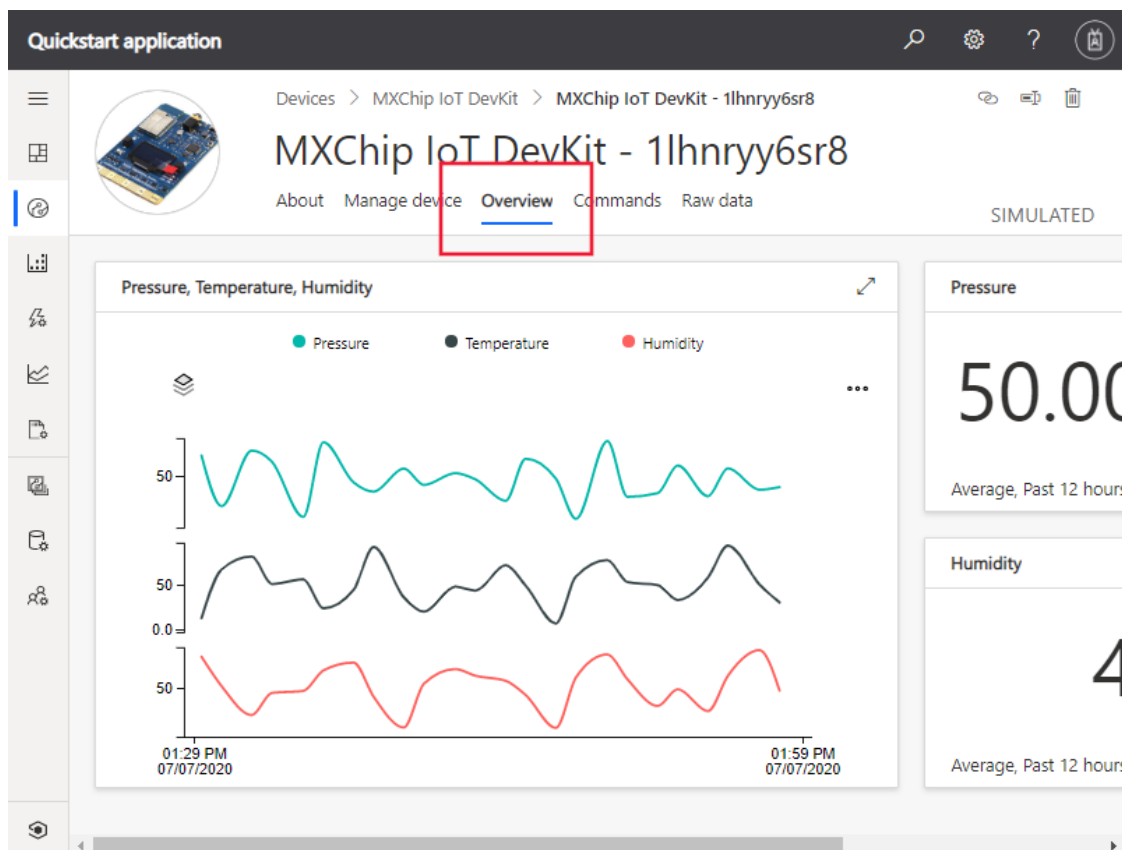 Quickstart application
Devices > MXChip IoT DevKit > MXChip IoT DevKit - 1lhnryy6sr8
MXChip IoT DevKit - 1lhnryy6sr8
About Manage device Overview Commands Raw data
SIMULATED
Pressure, Temperature, Humidity
Pressure Temperature Humidity
50
50
0.0
50
01:29 PM 01:59 PM
07/07/2020 07/07/2020
Pressure
50.00
Average, Past 12 hours
Humidity
4
Average, Past 12 hours